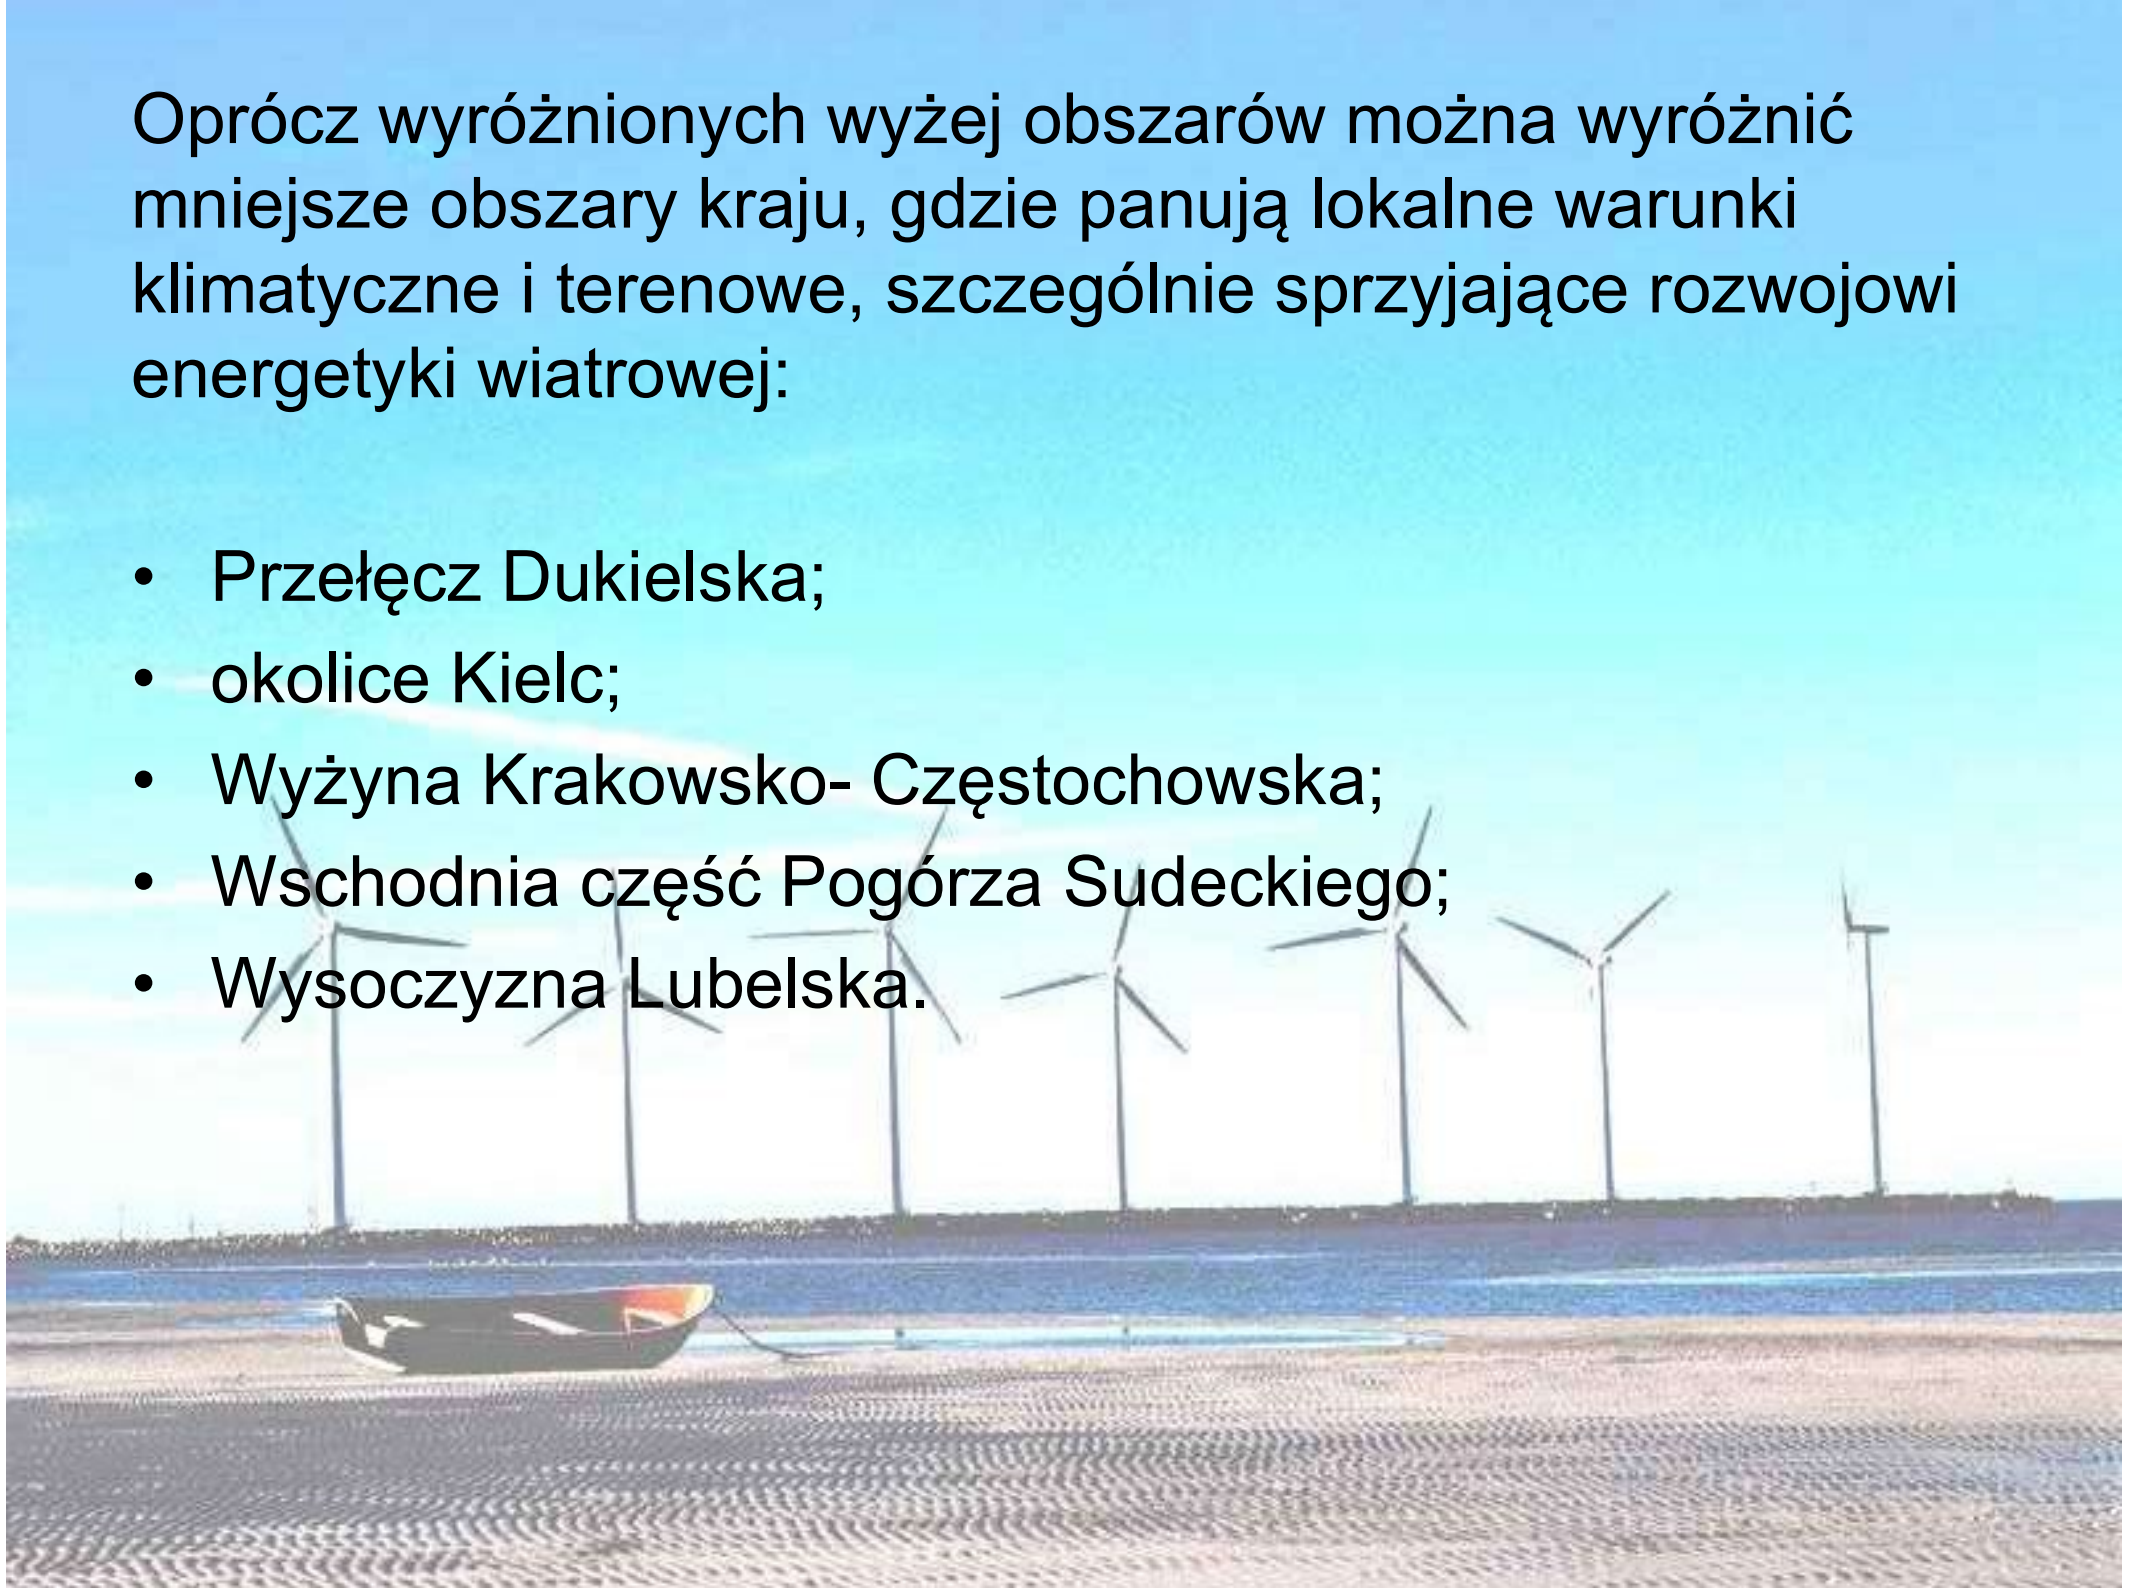 Oprócz wyróżnionych wyżej obszarów można wyróżnić
mniejsze obszary kraju, gdzie panują lokalne warunki
klimatyczne i terenowe, szczególnie sprzyjające rozwojowi
energetyki wiatrowej:
• Przełęcz Dukielska;
• okolice Kielc;
• Wyżyna Krakowsko- Częstochowska;
• Wschodnia część Pogórza Sudeckiego;
• Wysoczyzna Lubelska.